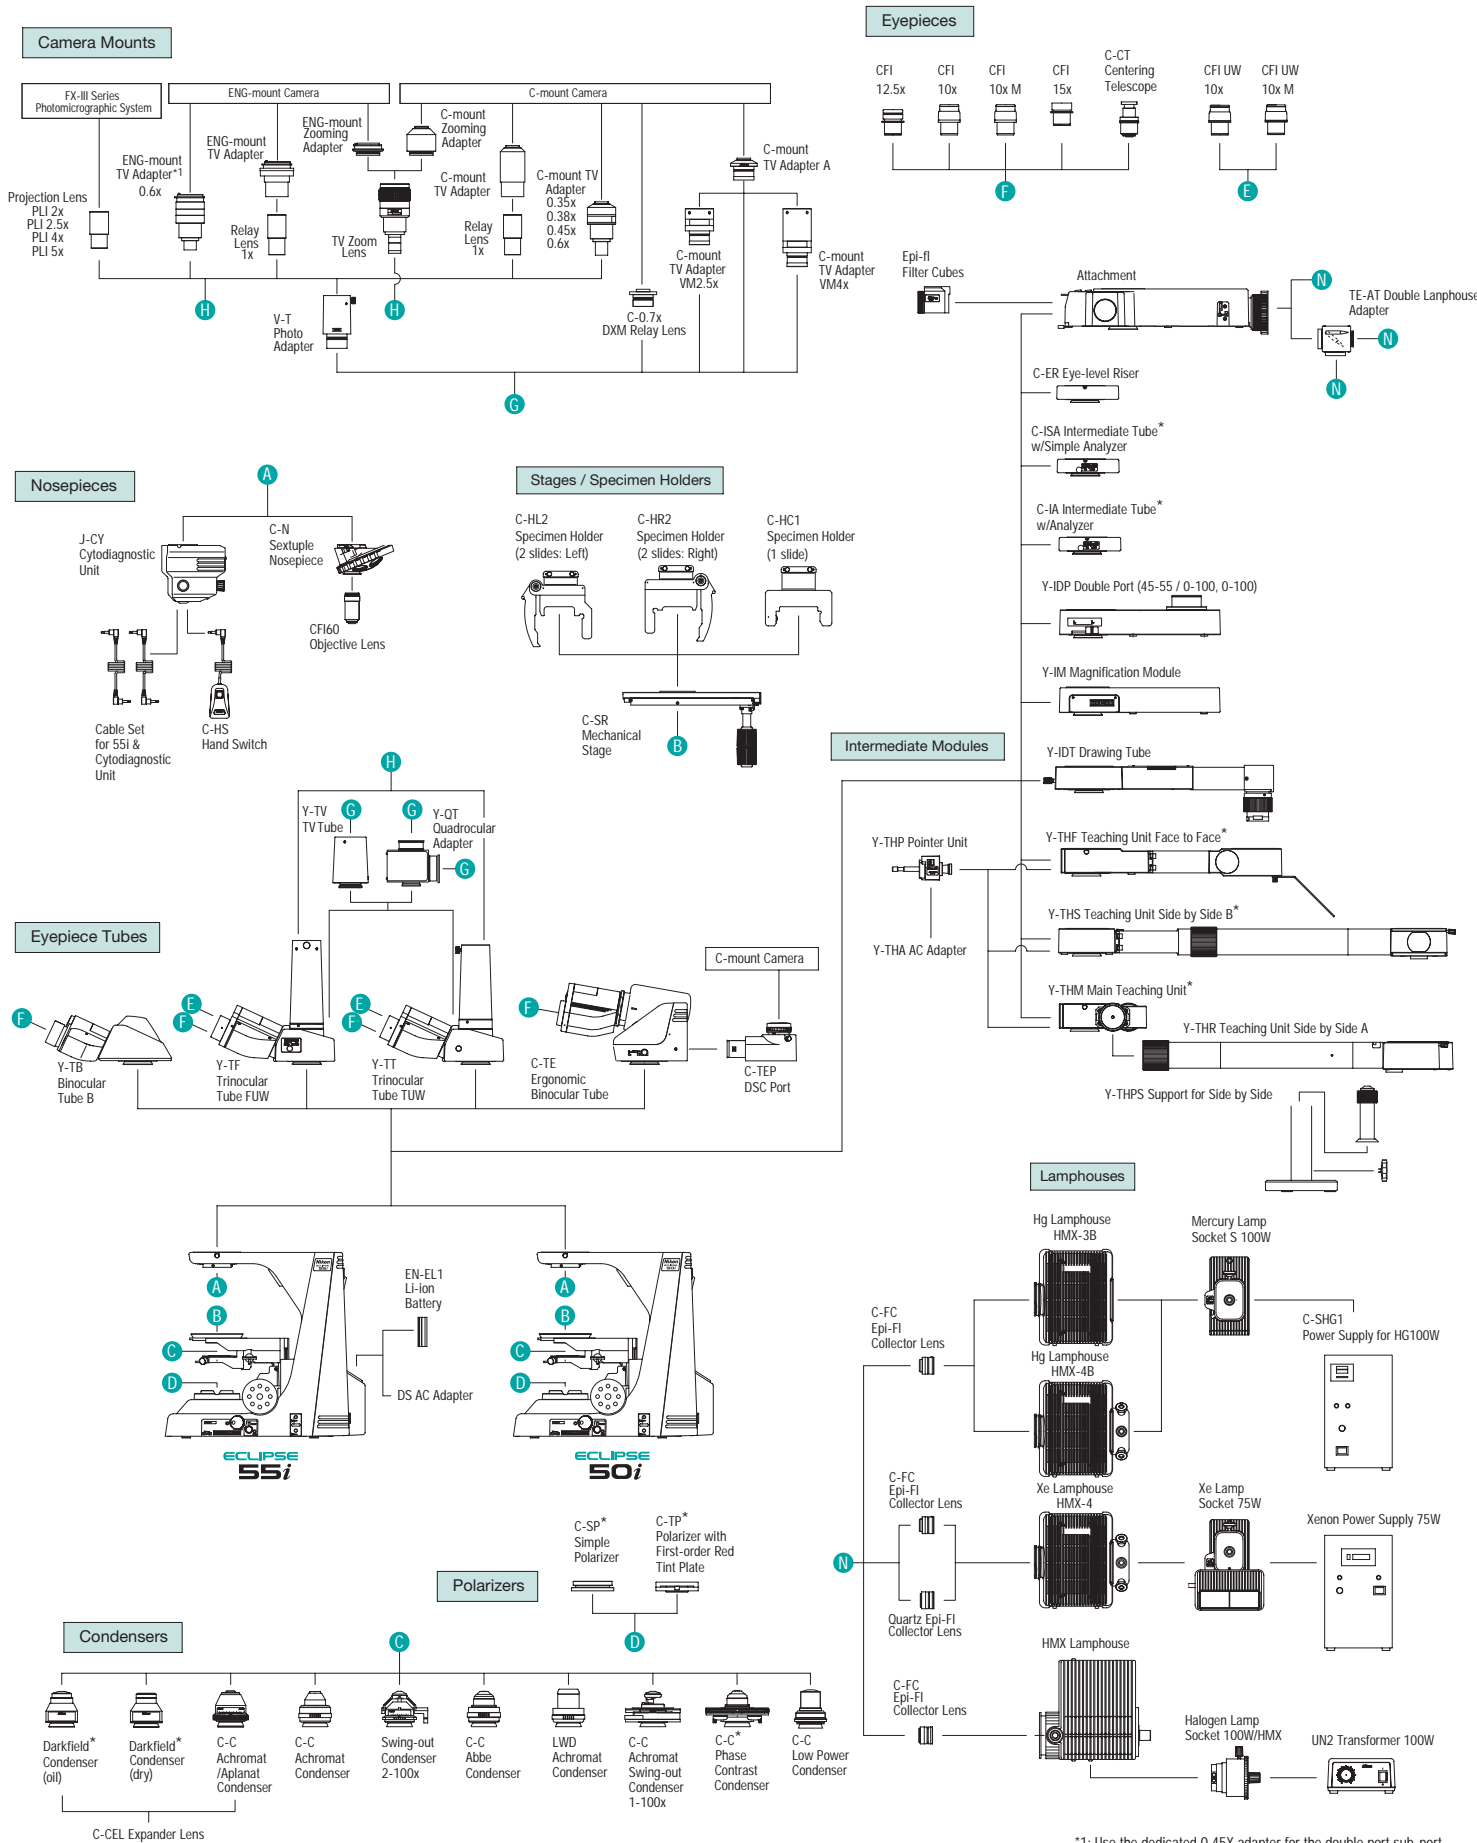 Camera Mounts
FX-III Series
Photomicrographic System
ENG-mount Camera
C-mount Camera
Projection Lens
PLI 2x
PLI 2.5x
PLI 4x
PLI 5x
ENG-mount
TV Adapter*1
0.6x
ENG-mount
TV Adapter
Relay
Lens
1x
ENG-mount
Zooming
Adapter
C-mount
Zooming
Adapter
TV Zoom
Lens
C-mount
TV Adapter
Relay
Lens
1x
C-mount TV
Adapter
0.35x
0.38x
0.45x
0.6x
C-mount
TV Adapter A
C-mount
TV Adapter
VM2.5x
C-mount
TV Adapter
VM4x
H
H
V-T
Photo
Adapter
C-0.7x
DXM Relay Lens
G
Eyepieces
CFI
12.5x
CFI
10x
CFI
10x M
CFI
15x
C-CT
Centering
Telescope
CFI UW
10x
CFI UW
10x M
F
E
Epi-fl
Filter Cubes
Attachment
N
TE-AT Double Lanphouse
Adapter
N
N
C-ER Eye-level Riser
C-ISA Intermediate Tube*
w/Simple Analyzer
C-IA Intermediate Tube*
w/Analyzer
Y-IDP Double Port (45-55 / 0-100, 0-100)
Y-IM Magnification Module
Intermediate Modules
Y-IDT Drawing Tube
Y-THP Pointer Unit
Y-THF Teaching Unit Face to Face*
Y-THA AC Adapter
Y-THS Teaching Unit Side by Side B*
Y-THM Main Teaching Unit*
Y-THR Teaching Unit Side by Side A
Y-THPS Support for Side by Side
Nosepieces
A
J-CY
Cytodiagnostic
Unit
C-N
Sextuple
Nosepiece
CFI60
Objective Lens
Cable Set
for 55i &
Cytodiagnostic
Unit
C-HS
Hand Switch
Stages / Specimen Holders
C-HL2
Specimen Holder
(2 slides: Left)
C-HR2
Specimen Holder
(2 slides: Right)
C-HC1
Specimen Holder
(1 slide)
C-SR
Mechanical
Stage
B
H
Y-TV
TV Tube
G
G
Y-QT
Quadrocular
Adapter
G
Eyepiece Tubes
F
Y-TB
Binocular
Tube B
E
F
Y-TF
Trinocular
Tube FUW
E
F
Y-TT
Trinocular
Tube TUW
F
C-TE
Ergonomic
Binocular Tube
C-mount Camera
C-TEP
DSC Port
Nikon
A
B
C
D
EN-EL1
Li-ion
Battery
DS AC Adapter
ECLIPSE
55i
Nikon
A
B
C
D
ECLIPSE
50i
Lamphouses
Hg Lamphouse
HMX-3B
Mercury Lamp
Socket S 100W
C-FC
Epi-Fl
Collector Lens
C-SHG1
Power Supply for HG100W
Hg Lamphouse
HMX-4B
C-FC
Epi-Fl
Collector Lens
Xe Lamphouse
HMX-4
Xe Lamp
Socket 75W
Xenon Power Supply 75W
N
Quartz Epi-Fl
Collector Lens
C-FC
Epi-Fl
Collector Lens
HMX Lamphouse
Halogen Lamp
Socket 100W/HMX
UN2 Transformer 100W
Polarizers
C-SP*
Simple
Polarizer
C-TP*
Polarizer with
First-order Red
Tint Plate
D
Condensers
C
Darkfield*
Condenser
(oil)
Darkfield*
Condenser
(dry)
C-C
Achromat
/Aplanat
Condenser
C-C
Achromat
Condenser
Swing-out
Condenser
2-100x
C-C
Abbe
Condenser
LWD
Achromat
Condenser
C-C
Achromat
Swing-out
Condenser
1-100x
C-C*
Phase
Contrast
Condenser
C-C
Low Power
Condenser
C-CEL Expander Lens
*1: Use the dedicated 0.45X adapter for the double port sub-port